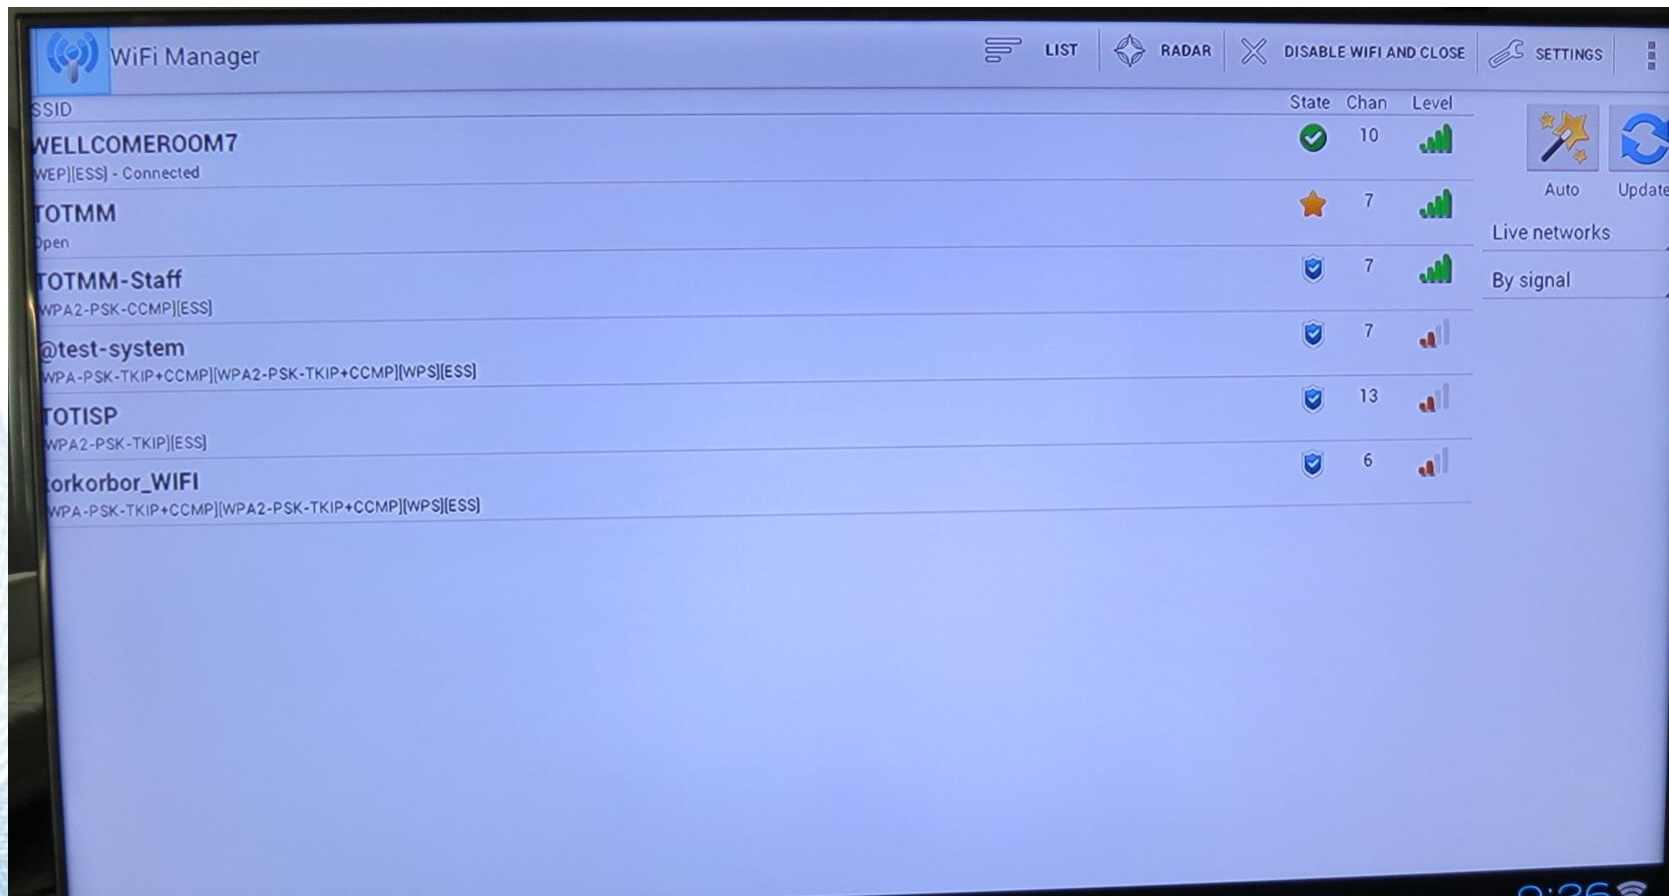 WiFi Manager
LIST
RADAR
DISABLE WIFI AND CLOSE
SETTINGS
SSID
State Chan Level
WELLCOMEROOM7
10
WEP][ESS] - Connected
Auto
Update
TOTMM
7
Open
Live networks
TOTMM-Staff
7
WPA2-PSK-CCMP][ESS]
By signal
@test-system
7
WPA-PSK-TKIP+CCMP][WPA2-PSK-TKIP+CCMP][WPS][ESS]
TOTISP
13
WPA2-PSK-TKIP][ESS]
torkorbor_WIFI
6
WPA-PSK-TKIP+CCMP][WPA2-PSK-TKIP+CCMP][WPS][ESS]